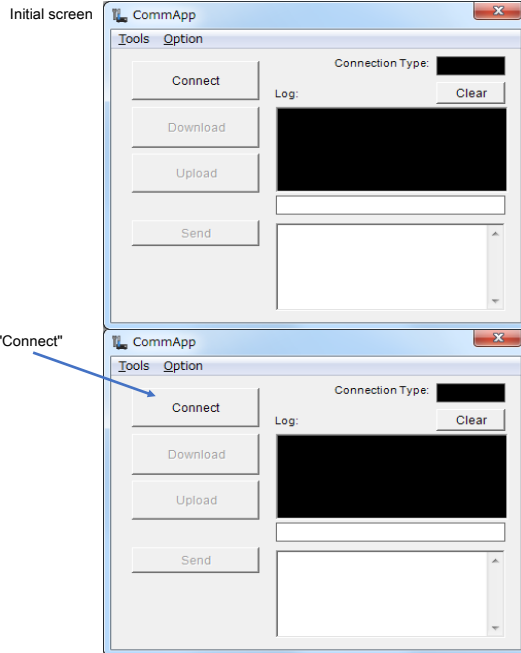 Initial screen
CommApp
Tools Option
Connect
Connection Type:
Log:
Clear
Download
Upload
Send
"Connect"
CommApp
Tools Option
Connect
Connection Type:
Log:
Clear
Download
Upload
Send